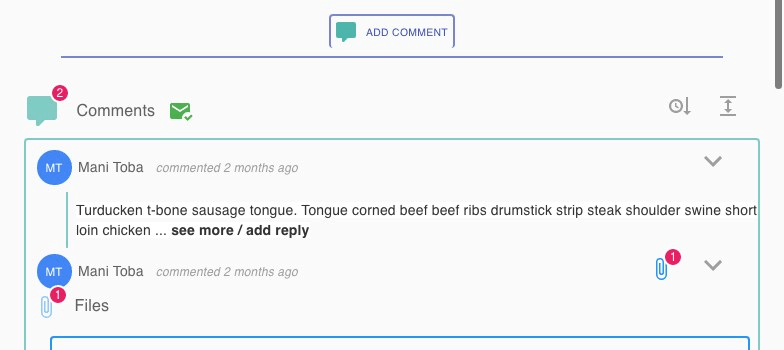 ADD COMMENT
2
Comments
MT Mani Toba commented 2 months ago
Turducken t-bone sausage tongue. Tongue corned beef beef ribs drumstick strip steak shoulder swine short
loin chicken ... see more / add reply
MT Mani Toba commented 2 months ago 1
1
Files